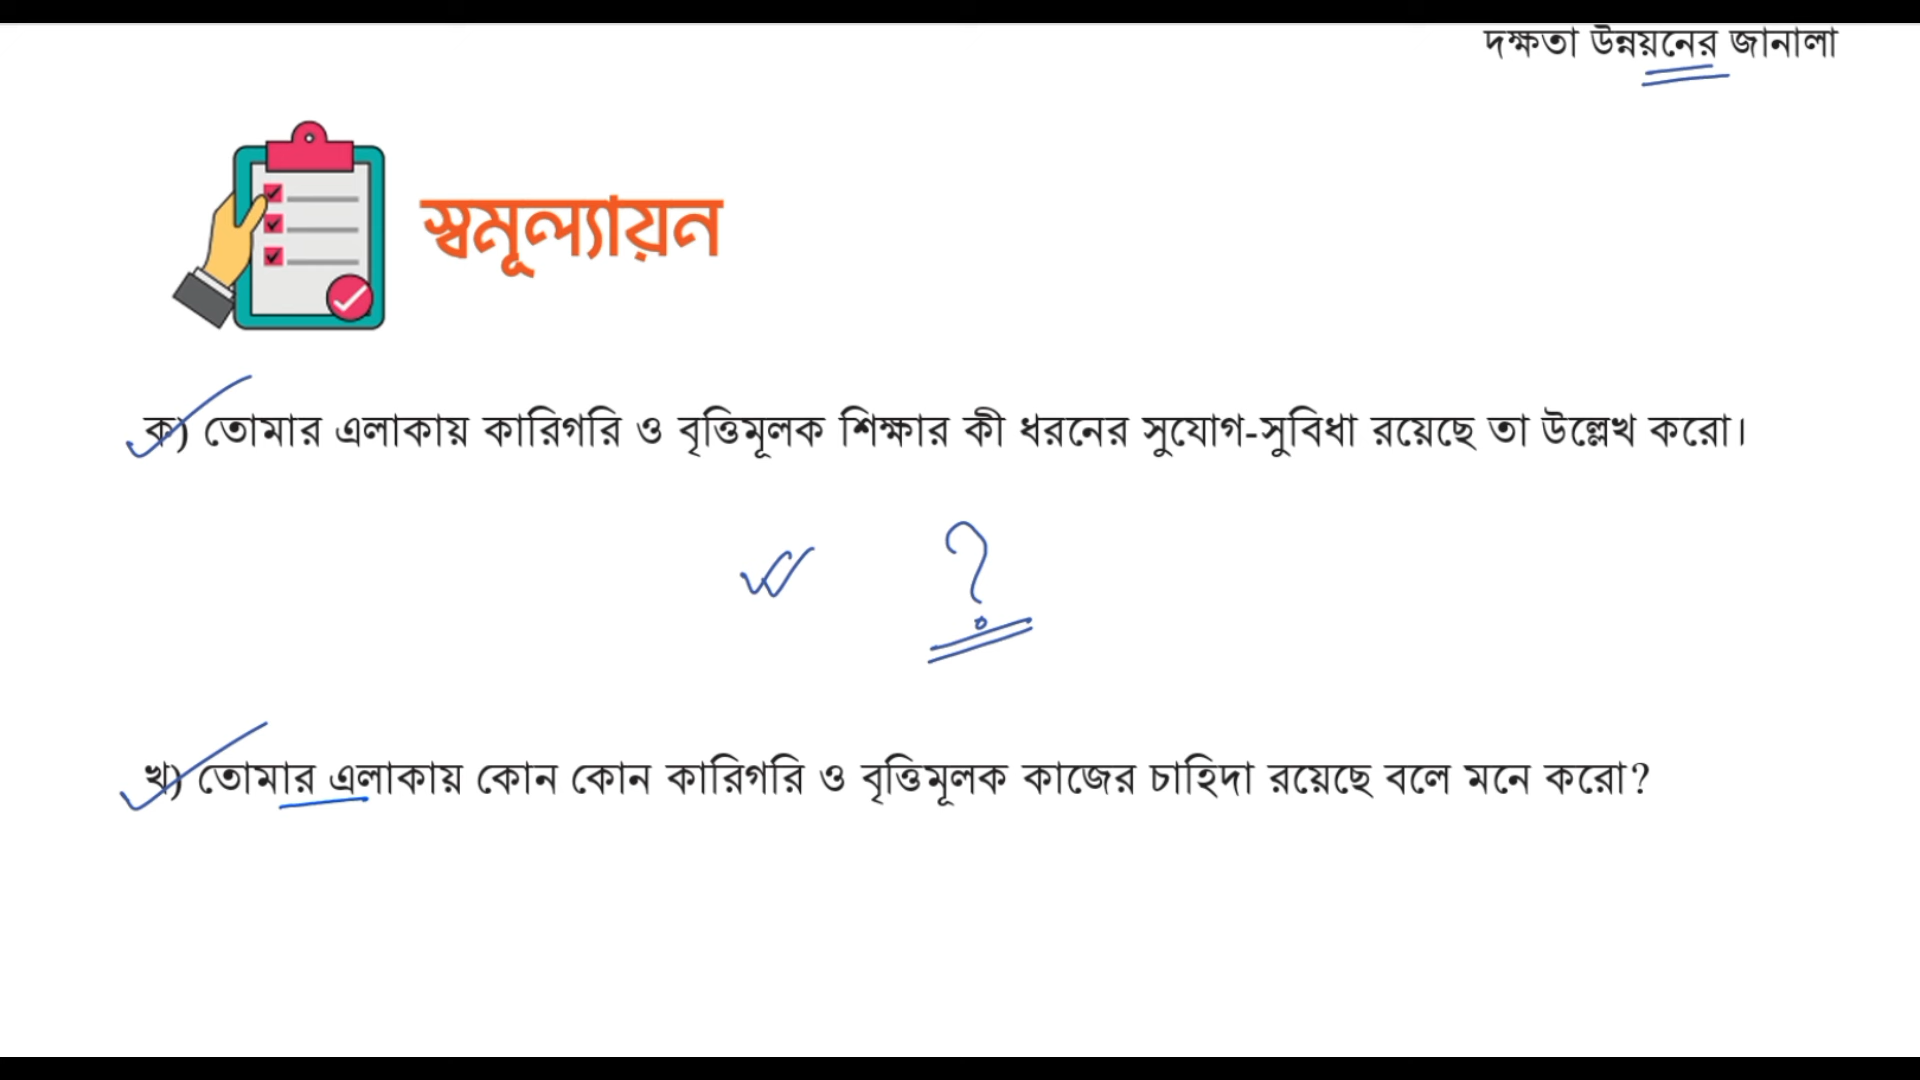 দক্ষতা উন্নয়নের জানালা
স্বমূল্যায়ন
ক) তোমার এলাকায় কারিগরি ও বৃত্তিমূলক শিক্ষার কী ধরনের সুযোগ-সুবিধা রয়েছে তা উল্লেখ করো।
?
খ) তোমার এলাকায় কোন কোন কারিগরি ও বৃত্তিমূলক কাজের চাহিদা রয়েছে বলে মনে করো?